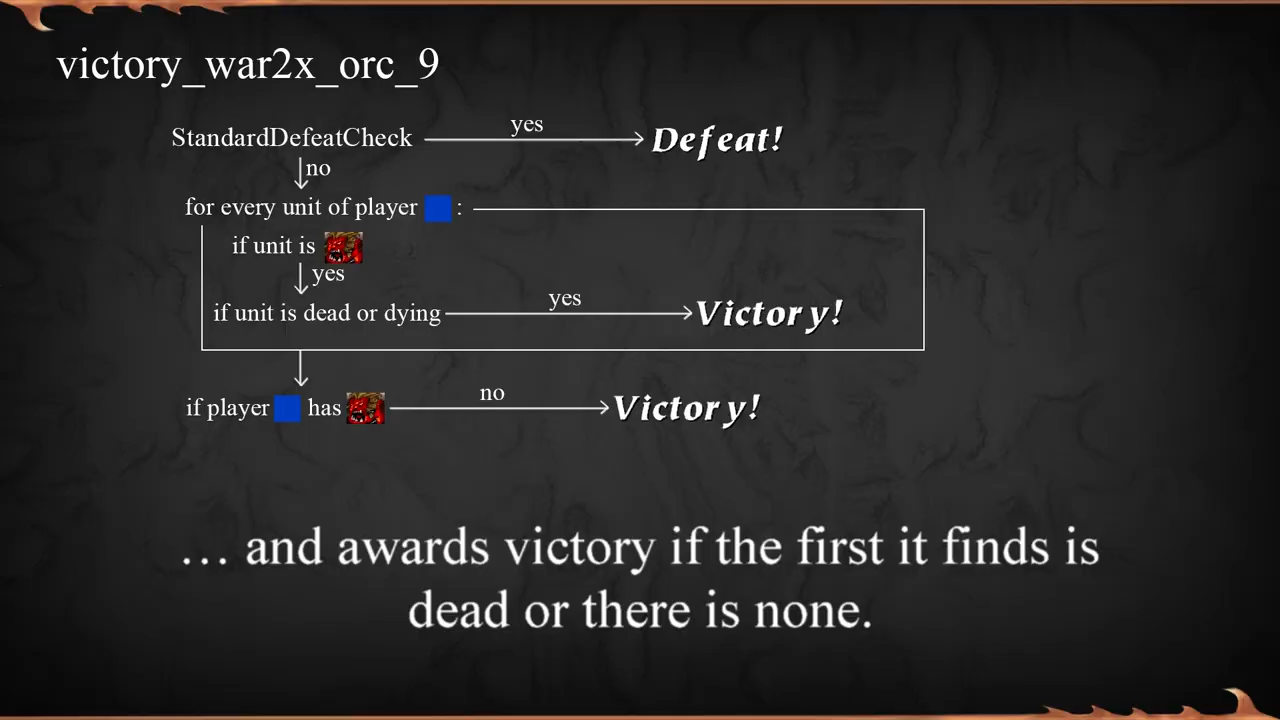 victory_war2x_orc_9
StandardDefeatCheck
yes
Defeat!
no
for every unit of player :
if unit is
yes
if unit is dead or dying
yes
Victory!
if player has
no
Victory!
… and awards victory if the first it finds is
dead or there is none.